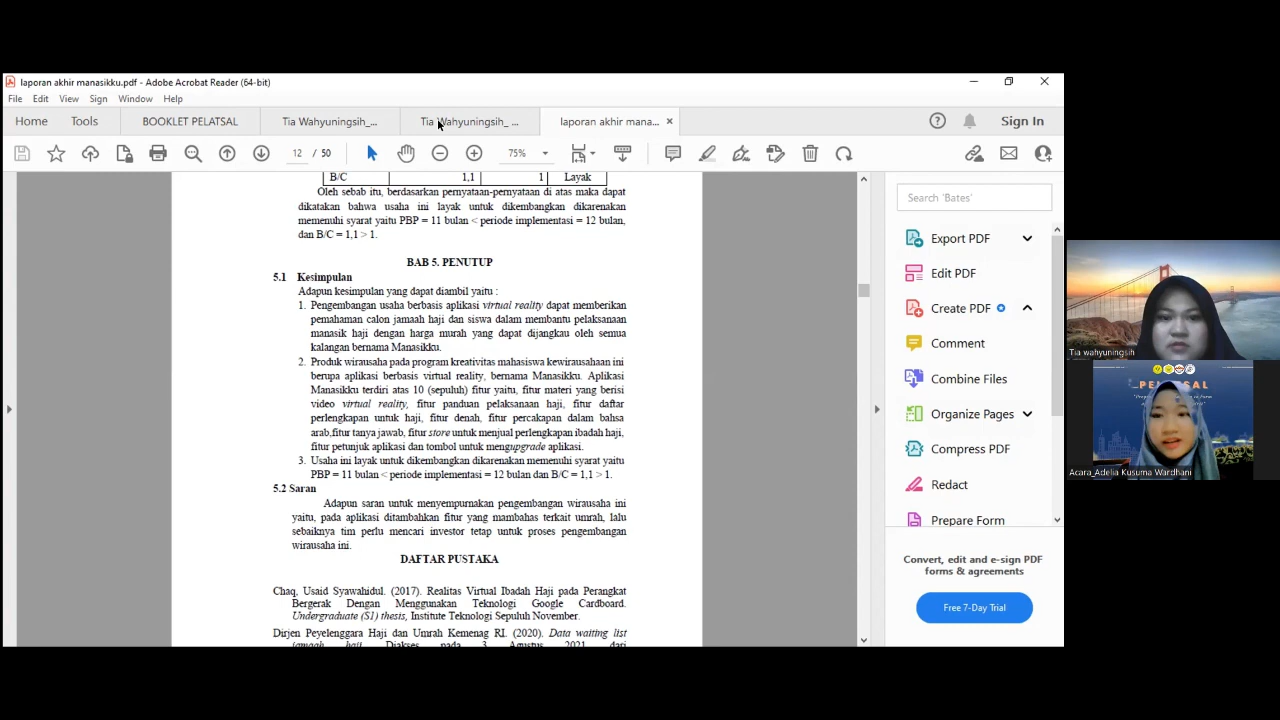 laporan akhir manasikku.pdf - Adobe Acrobat Reader (64-bit)
File Edit View Sign Window Help
Home Tools BOOKLET PELATSAL Tia Wahyuningsih_... Tia Wahyuningsih_ ... laporan akhir mana... Sign In
12 / 50 75%
B/C 1,1 1 Layak
Oleh sebab itu, berdasarkan pernyataan-pernyataan di atas maka dapat
dikatakan bahwa usaha ini layak untuk dikembangkan dikarenakan
memenuhi syarat yaitu PBP = 11 bulan < periode implementasi = 12 bulan,
dan B/C = 1,1 > 1.
BAB 5. PENUTUP
5.1 Kesimpulan
Adapun kesimpulan yang dapat diambil yaitu :
1. Pengembangan usaha berbasis aplikasi virtual reality dapat memberikan
pemahaman calon jamaah haji dan siswa dalam membantu pelaksanaan
manasik haji dengan harga murah yang dapat dijangkau oleh semua
kalangan bernama Manasikku.
2. Produk wirausaha pada program kreativitas mahasiswa kewirausahaan ini
berupa aplikasi berbasis virtual reality, bernama Manasikku. Aplikasi
Manasikku terdiri atas 10 (sepuluh) fitur yaitu, fitur materi yang berisi
video virtual reality, fitur panduan pelaksanaan haji, fitur daftar
perlengkapan untuk haji, fitur denah, fitur percakapan dalam bahsa
arab,fitur tanya jawab, fitur store untuk menjual perlengkapan ibadah haji,
fitur petunjuk aplikasi dan tombol untuk mengupgrade aplikasi.
3. Usaha ini layak untuk dikembangkan dikarenakan memenuhi syarat yaitu
PBP = 11 bulan < periode implementasi = 12 bulan dan B/C = 1,1 > 1.
5.2 Saran
Adapun saran untuk menyempurnakan pengembangan wirausaha ini
yaitu, pada aplikasi ditambahkan fitur yang mambahas terkait umrah, lalu
sebaiknya tim perlu mencari investor tetap untuk proses pengembangan
wirausaha ini.
DAFTAR PUSTAKA
Chaq, Usaid Syawahidul. (2017). Realitas Virtual Ibadah Haji pada Perangkat
Bergerak Dengan Menggunakan Teknologi Google Cardboard.
Undergraduate (S1) thesis, Institute Teknologi Sepuluh November.
Dirjen Peyelenggara Haji dan Umrah Kemenag RI. (2020). Data waiting list
jamaah haji. Diakses pada 3 Agustus 2021 dari
Search 'Bates'
Export PDF
Edit PDF
Create PDF
Comment
Combine Files
Organize Pages
Compress PDF
Redact
Prepare Form
Convert, edit and e-sign PDF
forms & agreements
Free 7-Day Trial
Tia wahyuningsih
Acara_Adelia Kusuma Wardhani